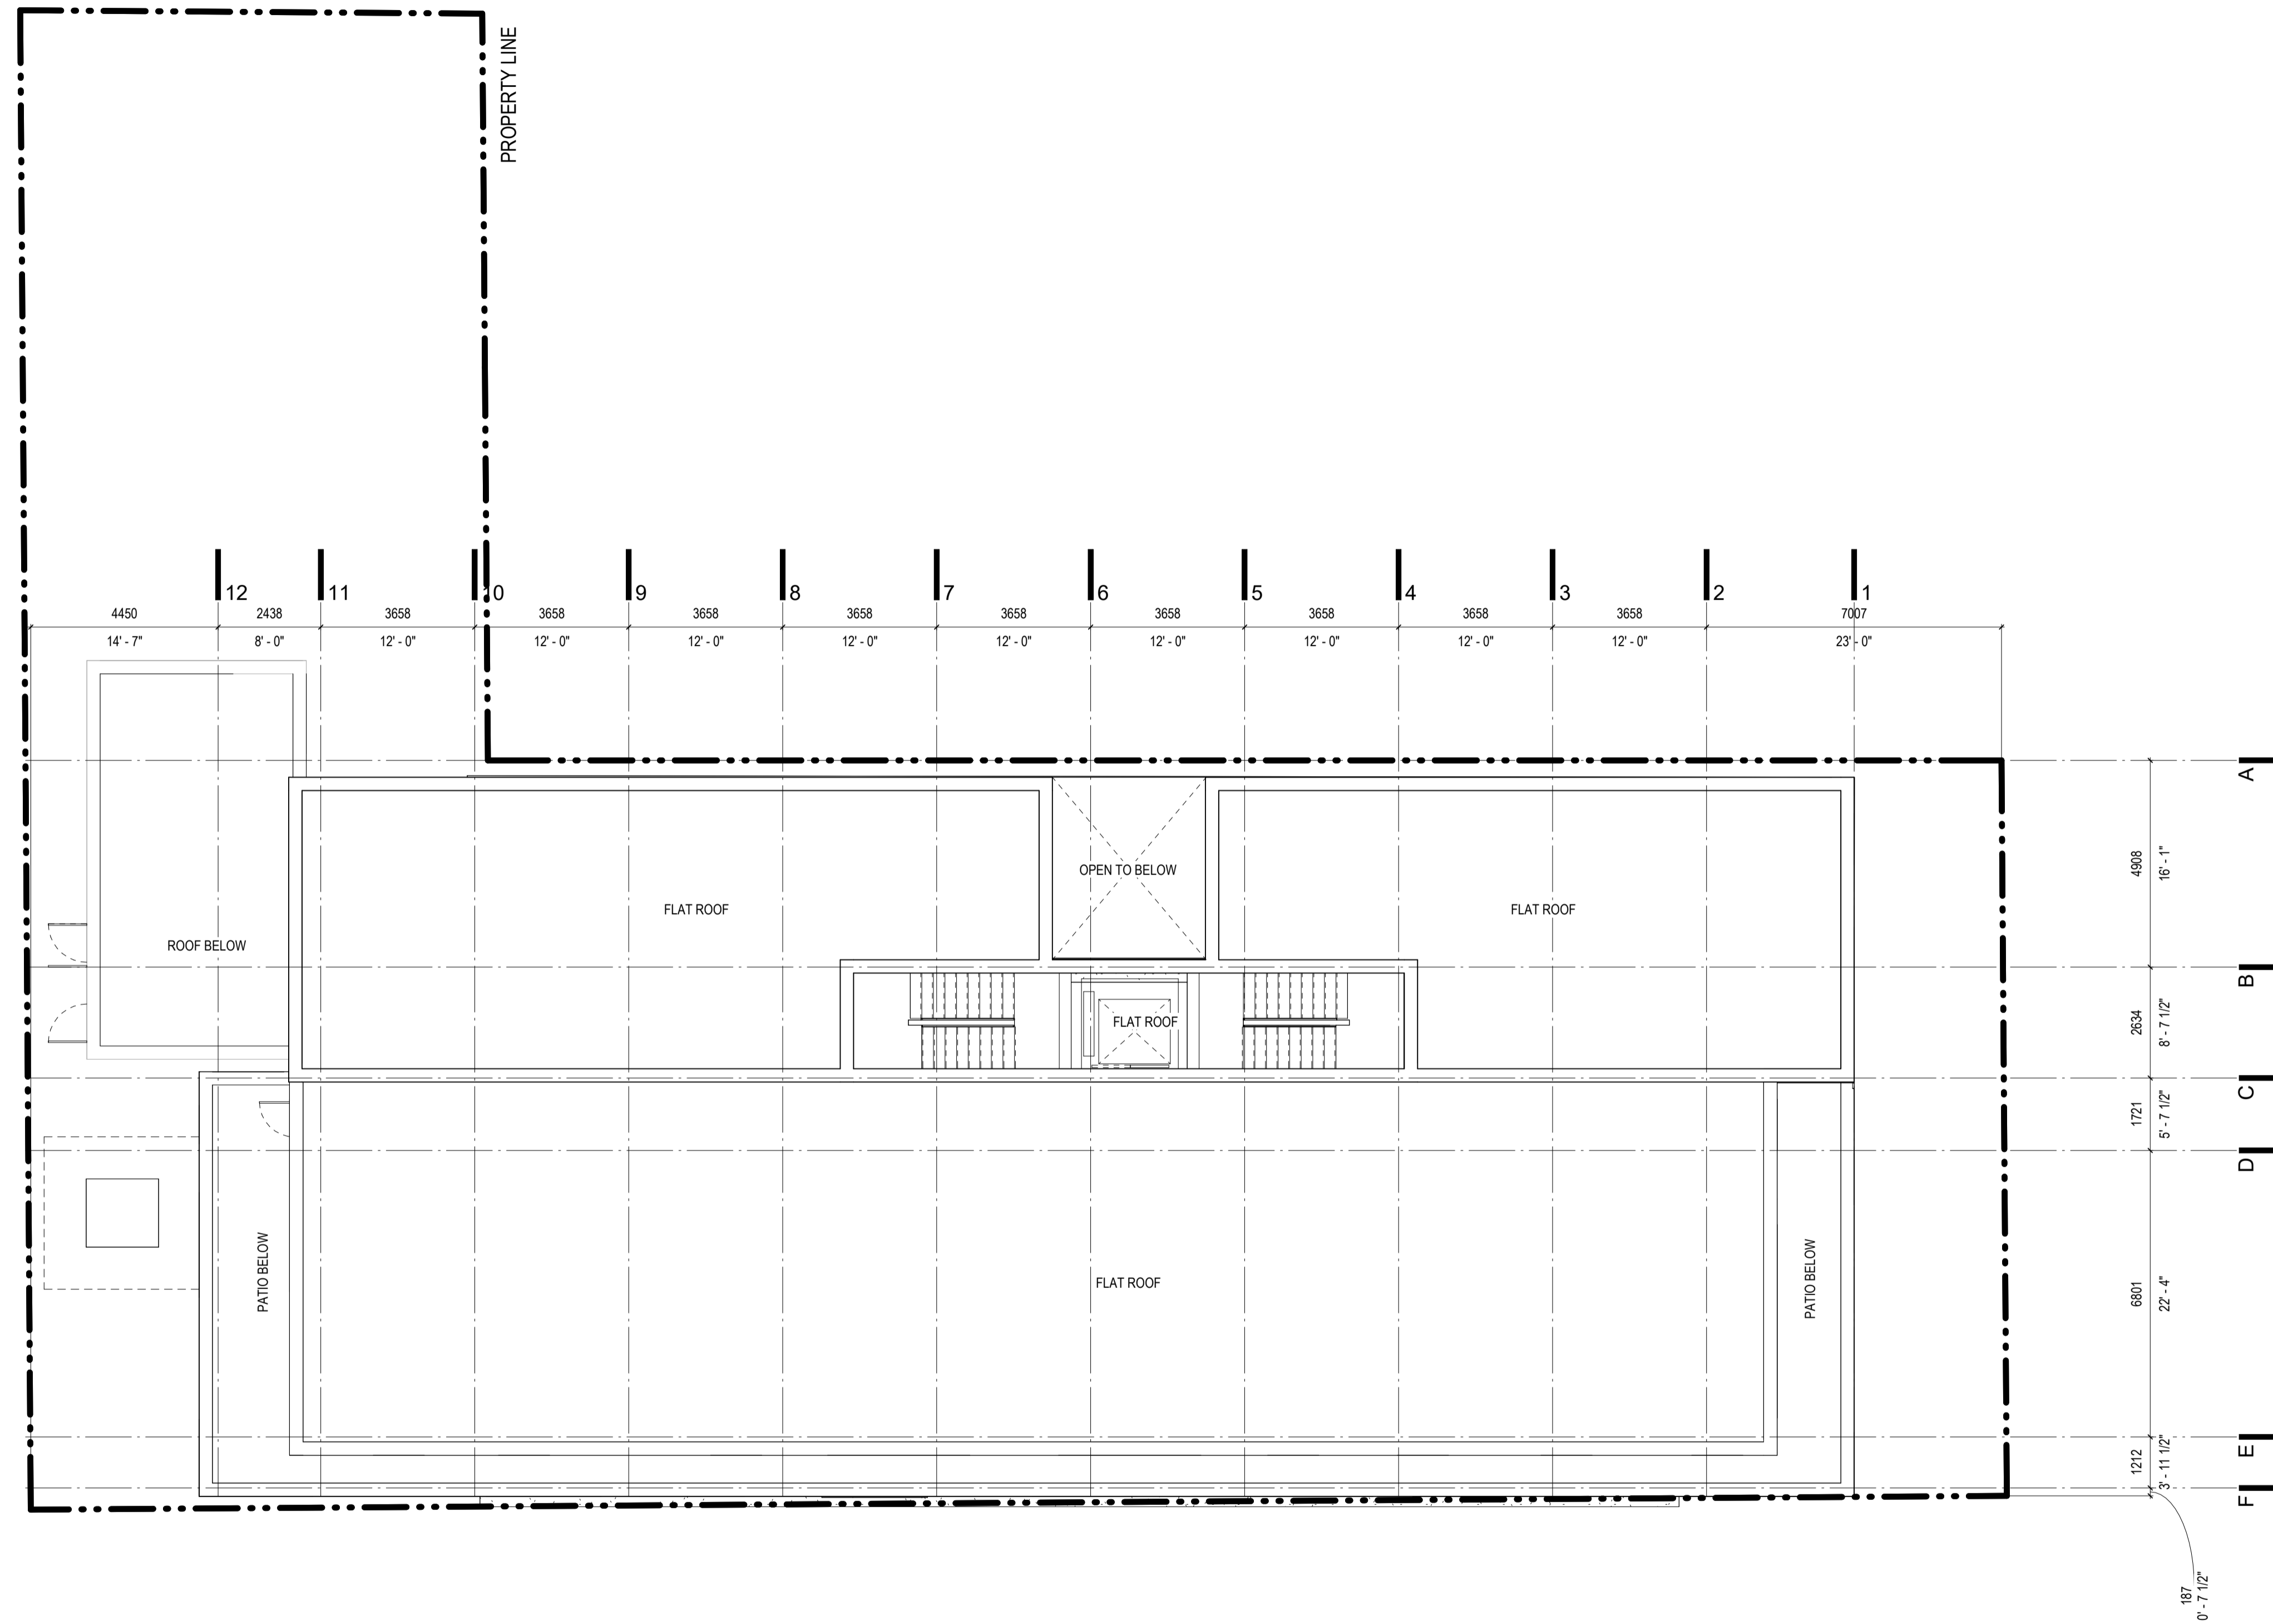 PROPERTY LINE
12
11
10
9
8
7
6
5
4
3
2
1
4450
2438
3658
3658
3658
3658
3658
3658
3658
3658
3658
7007
14' - 7"
8' - 0"
12' - 0"
12' - 0"
12' - 0"
12' - 0"
12' - 0"
12' - 0"
12' - 0"
12' - 0"
12' - 0"
23' - 0"
A
4908
16' - 1"
OPEN TO BELOW
FLAT ROOF
FLAT ROOF
ROOF BELOW
B
2634
8' - 7 1/2"
FLAT ROOF
C
1721
5' - 7 1/2"
D
PATIO BELOW
FLAT ROOF
PATIO BELOW
6801
22' - 4"
E
1212
3' - 11 1/2"
F
187
0' - 7 1/2"